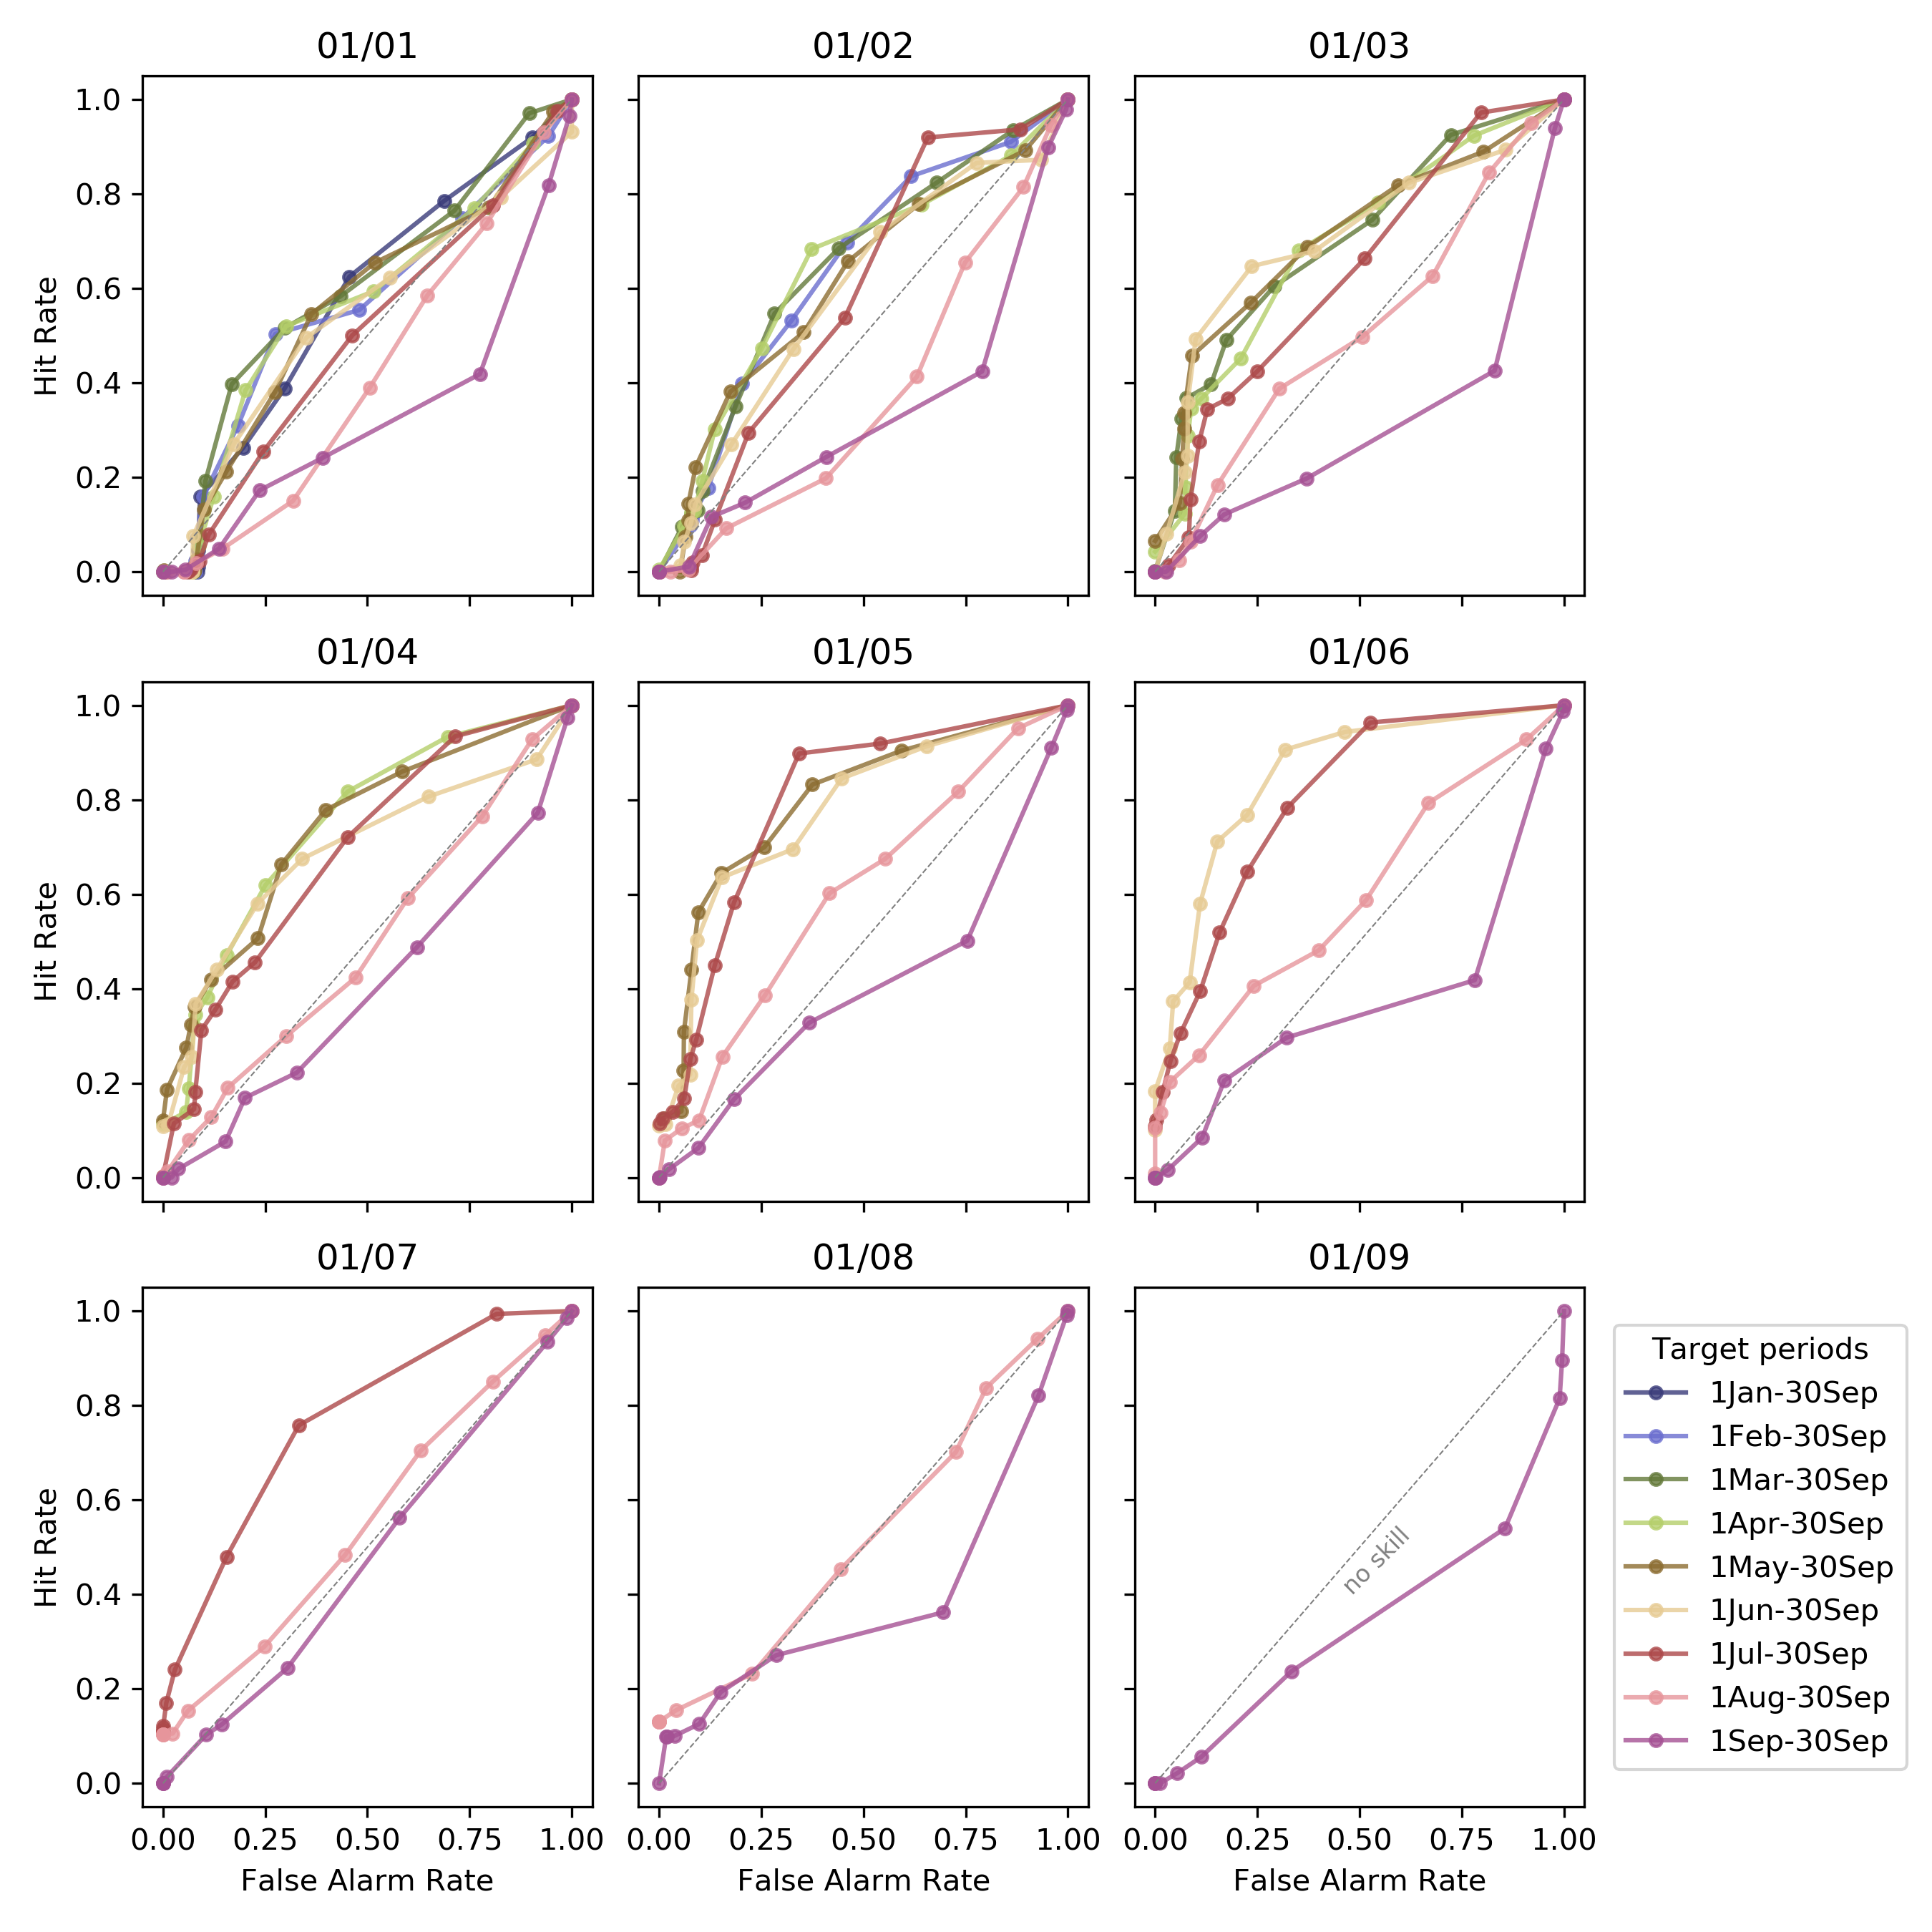 01/01
01/02
01/03
1.0
0.8
0.6
0.4
0.2
0.0
Hit Rate
01/04
01/05
01/06
1.0
0.8
0.6
0.4
0.2
0.0
Hit Rate
01/07
01/08
01/09
1.0
0.8
0.6
0.4
0.2
0.0
Hit Rate
no skill
0.00 0.25 0.50 0.75 1.00
0.00 0.25 0.50 0.75 1.00
0.00 0.25 0.50 0.75 1.00
False Alarm Rate
False Alarm Rate
False Alarm Rate
Target periods
1Jan-30Sep
1Feb-30Sep
1Mar-30Sep
1Apr-30Sep
1May-30Sep
1Jun-30Sep
1Jul-30Sep
1Aug-30Sep
1Sep-30Sep